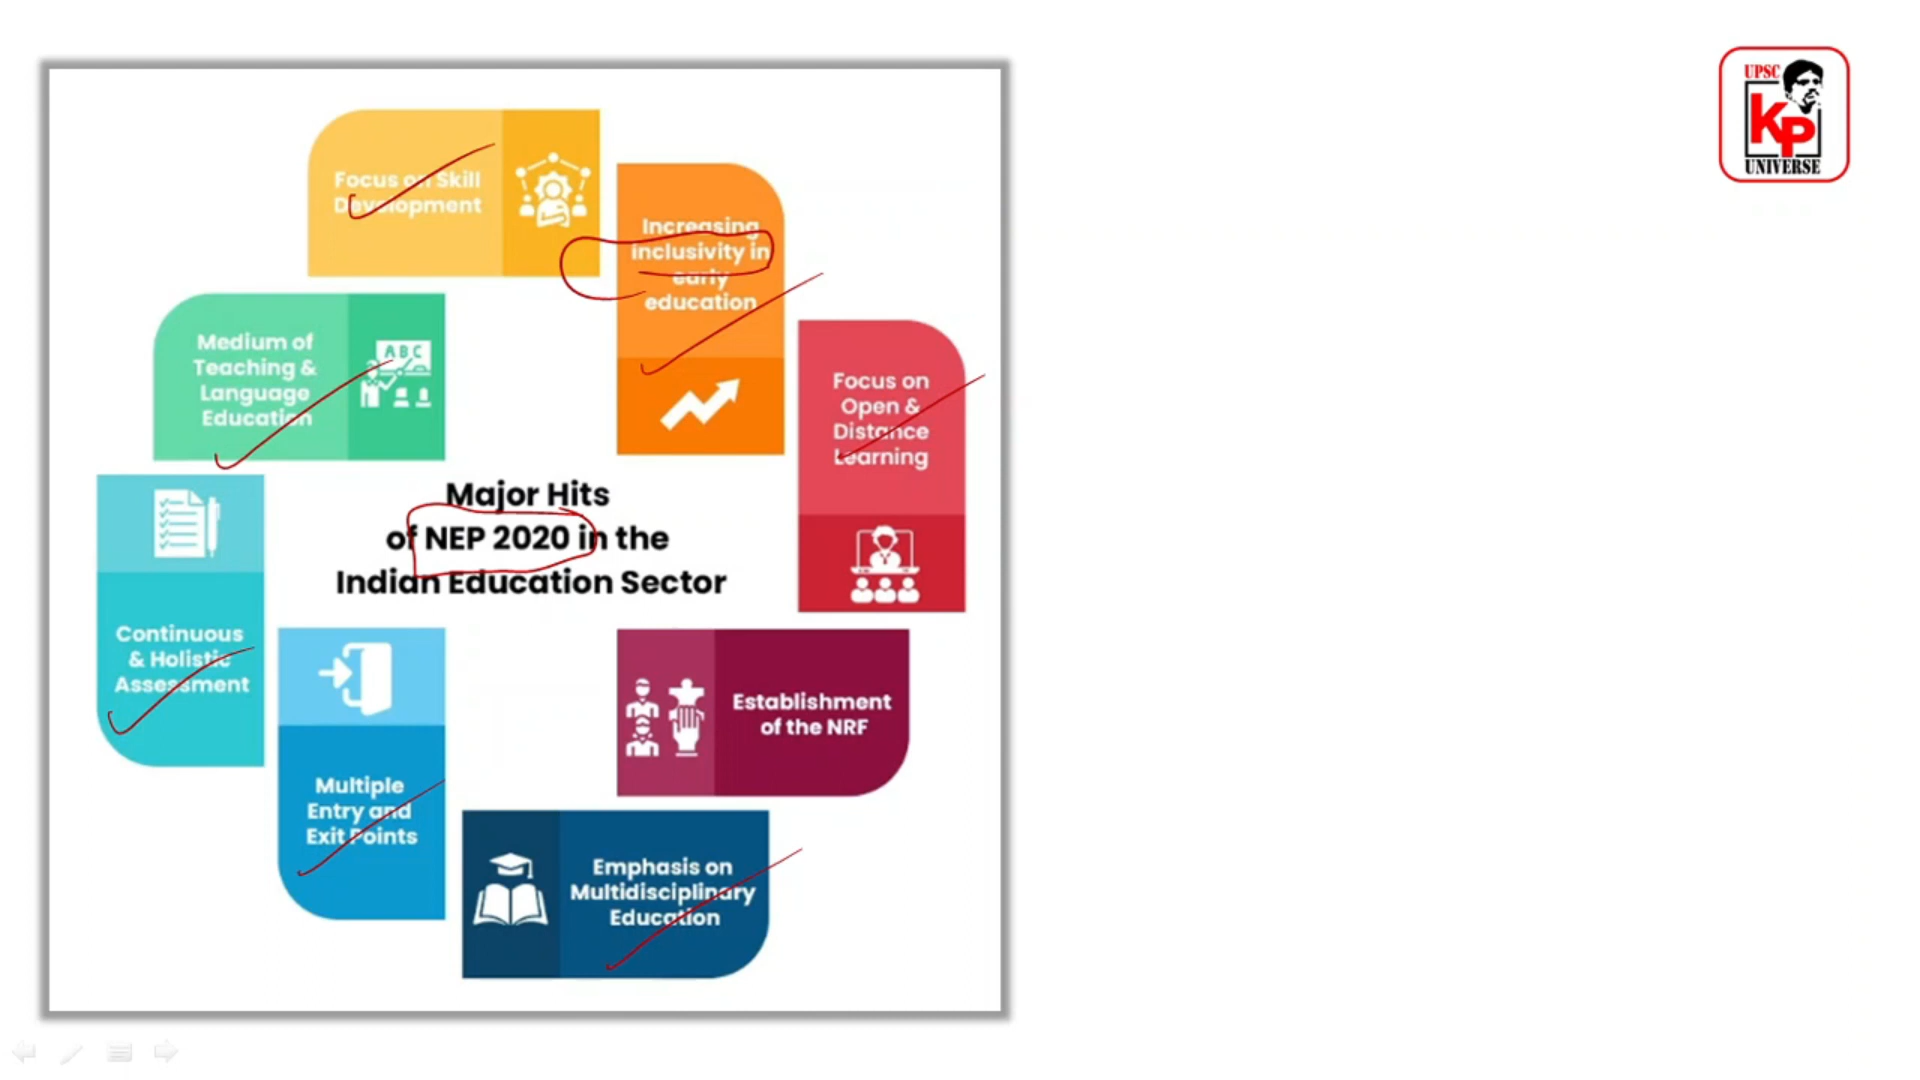 Focus on Skill
Development
Increasing
inclusivity in
early
education
Focus on
Open &
Distance
Learning
Establishment
of the NRF
Emphasis on
Multidisciplinary
Education
Multiple
Entry and
Exit Points
Continuous
& Holistic
Assessment
Medium of
Teaching &
Language
Education
ABC
Major Hits
of NEP 2020 in the
Indian Education Sector
UPSC
KP
UNIVERSE